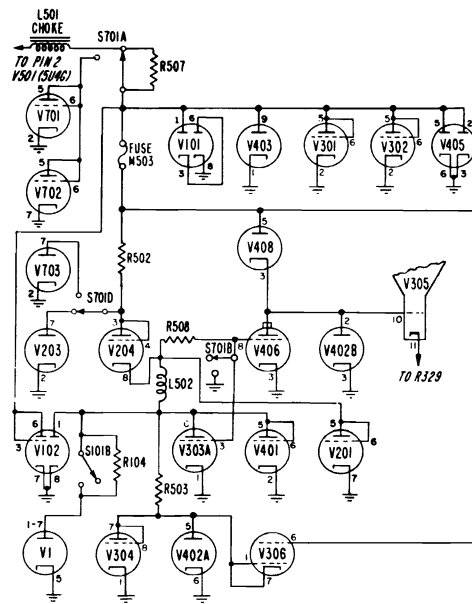 L501
CHOKE
S701A
TO PIN 2
V501 (5U4G)
R507
5
6
V701
2
5
6
V702
7
FUSE
M503
1
6
V101
3
8
9
V403
1
5
V301
6
2
5
V302
6
2
5
2
V405
6
3
R502
5
V408
3
7
V703
2
S701D
7
V203
2
3
V204
4
8
R508
S701B
8
V406
3
2
V402B
3
V305
10
11
TO R329
L502
6
1
3
V102
7
8
S101B
R104
V303A
3
1
5
V401
6
2
5
V201
6
7
R503
1-7
V1
5
7
V304
8
1
5
V402A
6
6
1
V306
7